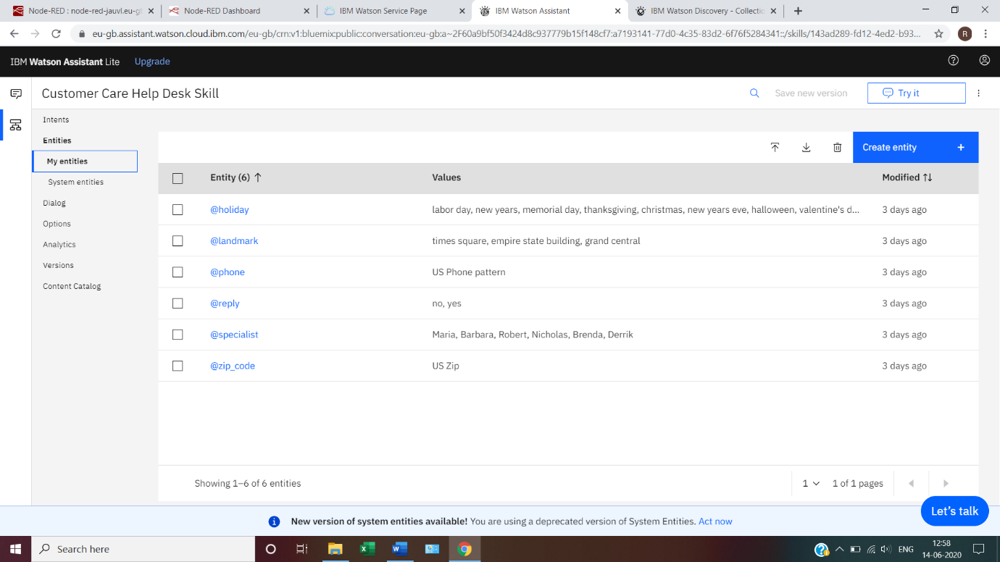 Node-RED : node-red-jauvl.eu-g
Node-RED Dashboard
IBM Watson Service Page
IBM Watson Assistant
IBM Watson Discovery - Collectio
eu-gb.assistant.watson.cloud.ibm.com/eu-gb/crn:v1:bluemix:public:conversation:eu-gb:a~2F60a9bf50f3424d8c937779b15f148cf7:a7193141-77d0-4c35-83d2-6f76f5284341::/skills/143ad289-fd12-4ed2-b93...
R
IBM Watson Assistant Lite Upgrade
Customer Care Help Desk Skill
Save new version
Try it
Intents
Entities
My entities
System entities
Dialog
Options
Analytics
Versions
Content Catalog
Create entity +
Entity (6) ↑ Values Modified ↑↓
@holiday labor day, new years, memorial day, thanksgiving, christmas, new years eve, halloween, valentine's d... 3 days ago
@landmark times square, empire state building, grand central 3 days ago
@phone US Phone pattern 3 days ago
@reply no, yes 3 days ago
@specialist Maria, Barbara, Robert, Nicholas, Brenda, Derrik 3 days ago
@zip_code US Zip 3 days ago
Showing 1–6 of 6 entities
1 1 of 1 pages
Let's talk
New version of system entities available! You are using a deprecated version of System Entities. Act now
Search here
ENG
12:58
14-06-2020